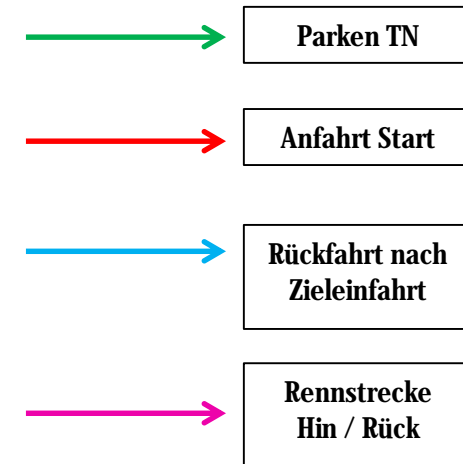 Parken TN
Anfahrt Start
Rückfahrt nach
Zieleinfahrt
Rennstrecke
Hin / Rück